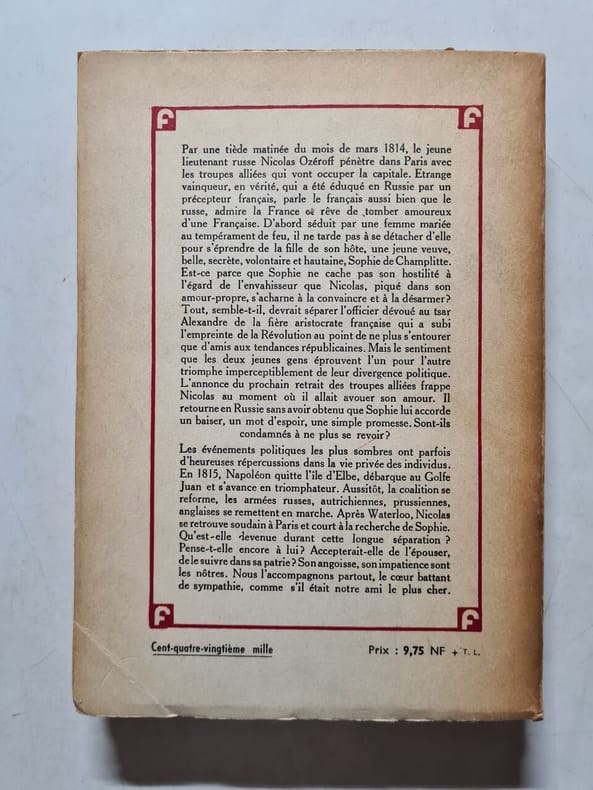 F F
Par une tiède matinée du mois de mars 1814, le jeune
lieutenant russe Nicolas Ozéroff pénètre dans Paris avec
les troupes alliées qui vont occuper la capitale. Etrange
vainqueur, en vérité, qui a été éduqué en Russie par un
précepteur français, parle le français aussi bien que le
russe, admire la France et rêve de tomber amoureux
d'une Française. D'abord séduit par une femme mariée
au tempérament de feu, il ne tarde pas à se détacher d'elle
pour s'éprendre de la fille de son hôte, une jeune veuve,
belle, secrète, volontaire et hautaine, Sophie de Champlitte.
Est-ce parce que Sophie ne cache pas son hostilité à
l'égard de l'envahisseur que Nicolas, piqué dans son
amour-propre, s'acharne à la convaincre et à la désarmer?
Tout, semble-t-il, devrait séparer l'officier dévoué au tsar
Alexandre de la fière aristocrate française qui a subi
l'empreinte de la Révolution au point de ne plus s'entourer
que d'amis aux tendances républicaines. Mais le sentiment
que les deux jeunes gens éprouvent l'un pour l'autre
triomphe imperceptiblement de leur divergence politique.
L'annonce du prochain retrait des troupes alliées frappe
Nicolas au moment où il allait avouer son amour. Il
retourne en Russie sans avoir obtenu que Sophie lui accorde
un baiser, un mot d'espoir, une simple promesse. Sont-ils
condamnés à ne plus se revoir?
Les événements politiques les plus sombres ont parfois
d'heureuses répercussions dans la vie privée des individus.
En 1815, Napoléon quitte l'île d'Elbe, débarque au Golfe
Juan et s'avance en triomphateur. Aussitôt, la coalition se
reforme, les armées russes, autrichiennes, prussiennes,
anglaises se remettent en marche. Après Waterloo, Nicolas
se retrouve soudain à Paris et court à la recherche de Sophie.
Qu'est-elle devenue durant cette longue séparation ?
Pense-t-elle encore à lui? Accepterait-elle de l'épouser,
de le suivre dans sa patrie? Son angoisse, son impatience sont
les nôtres. Nous l'accompagnons partout, le cœur battant
de sympathie, comme s'il était notre ami le plus cher.
F F
Cent-quatre-vingtième mille Prix : 9,75 NF + T. L.